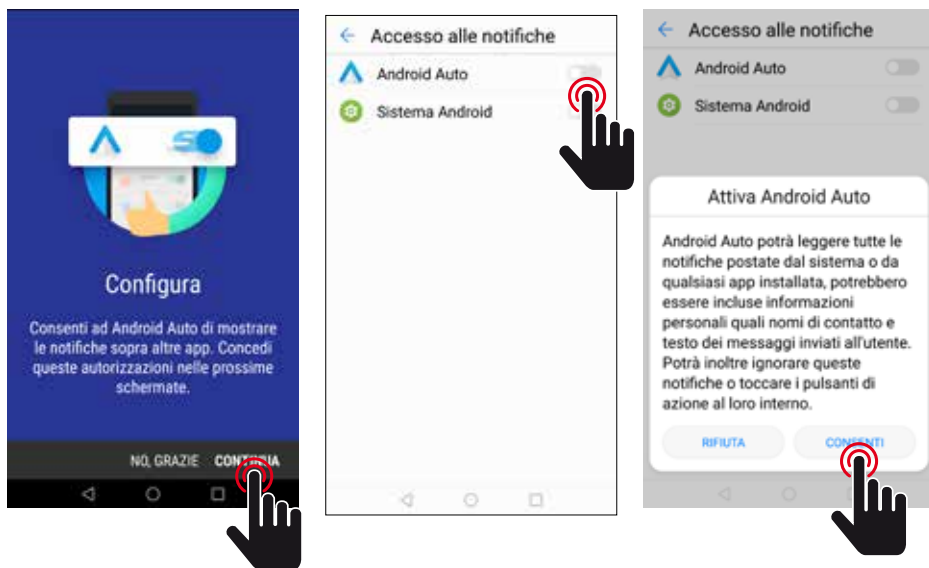 Configura
Consenti ad Android Auto di mostrare
le notifiche sopra altre app. Concedi
queste autorizzazioni nelle prossime
schermate.
NO, GRAZIE CONTINUA
Accesso alle notifiche
Android Auto
Sistema Android
Accesso alle notifiche
Android Auto
Sistema Android
Attiva Android Auto
Android Auto potrà leggere tutte le
notifiche postate dal sistema o da
qualsiasi app installata, potrebbero
essere incluse informazioni
personali quali nomi di contatto e
testo dei messaggi inviati all'utente.
Potrà inoltre ignorare queste
notifiche o toccare i pulsanti di
azione al loro interno.
RIFIUTA CONSENTI